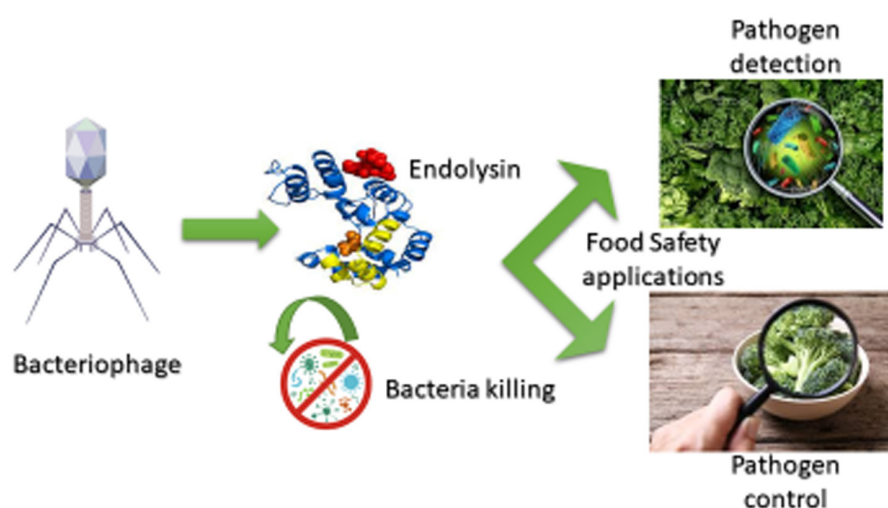 Pathogen
detection
Endolysin
Food Safety
applications
Bacteriophage
Bacteria killing
Pathogen
control